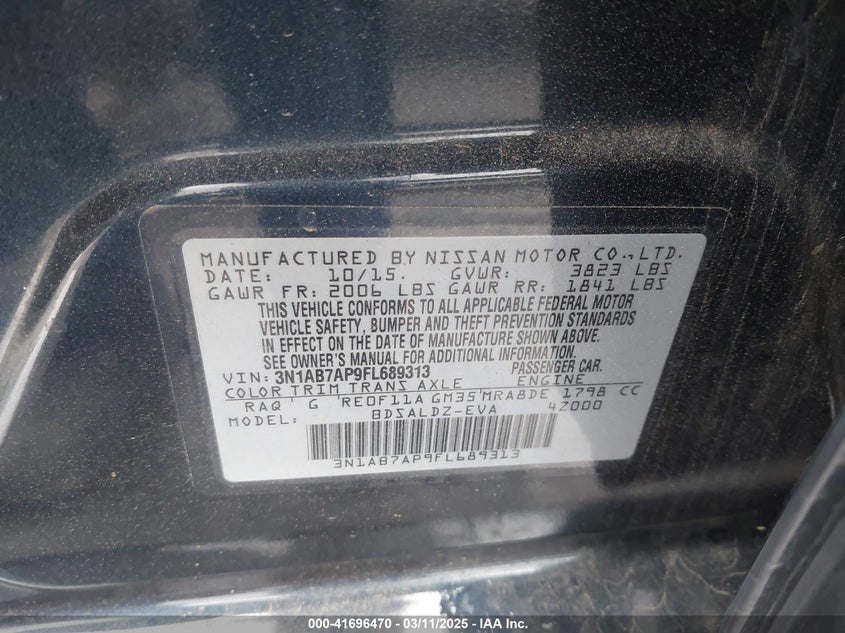 MANUFACTURED BY NISSAN MOTOR CO., LTD.
DATE: 10/15. GVWR: 3823 LBS
GAWR FR: 2006 LBS GAWR RR: 1841 LBS
THIS VEHICLE CONFORMS TO ALL APPLICABLE FEDERAL MOTOR
VEHICLE SAFETY, BUMPER AND THEFT PREVENTION STANDARDS
IN EFFECT ON THE DATE OF MANUFACTURE SHOWN ABOVE.
SEE OWNER'S MANUAL FOR ADDITIONAL INFORMATION.
VIN: 3N1AB7AP9FL689313 PASSENGER CAR.
COLOR TRIM TRANS AXLE ENGINE
RAQ G RE0F11A GM35 MRA8DE 1798 CC
MODEL: BDSALDZ-EVA 4Z000
3N1AB7AP9FL689313
000-41696470 - 03/11/2025 - IAA Inc.